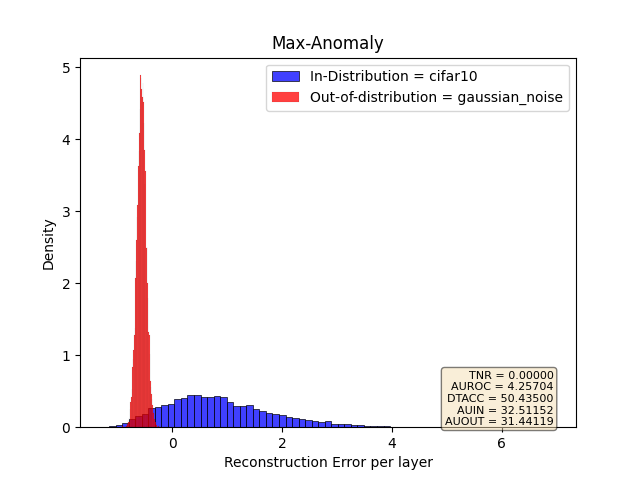 Max-Anomaly
In-Distribution = cifar10
Out-of-distribution = gaussian_noise
Density
5
4
3
2
1
0
TNR = 0.00000
AUROC = 4.25704
DTACC = 50.43500
AUIN = 32.51152
AUOUT = 31.44119
0 2 4 6
Reconstruction Error per layer